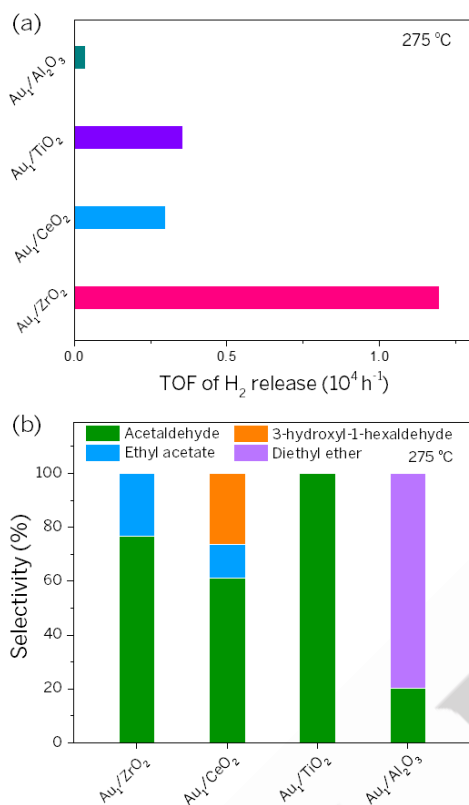 (a)
275 °C
Au₁/Al₂O₃
Au₁/TiO₂
Au₁/CeO₂
Au₁/ZrO₂
0.0
0.5
1.0
TOF of H₂ release (10⁴ h⁻¹)
(b)
Acetaldehyde
3-hydroxyl-1-hexaldehyde
Ethyl acetate
Diethyl ether
275 °C
100
80
60
40
20
0
Selectivity (%)
Au₁/ZrO₂
Au₁/CeO₂
Au₁/TiO₂
Au₁/Al₂O₃